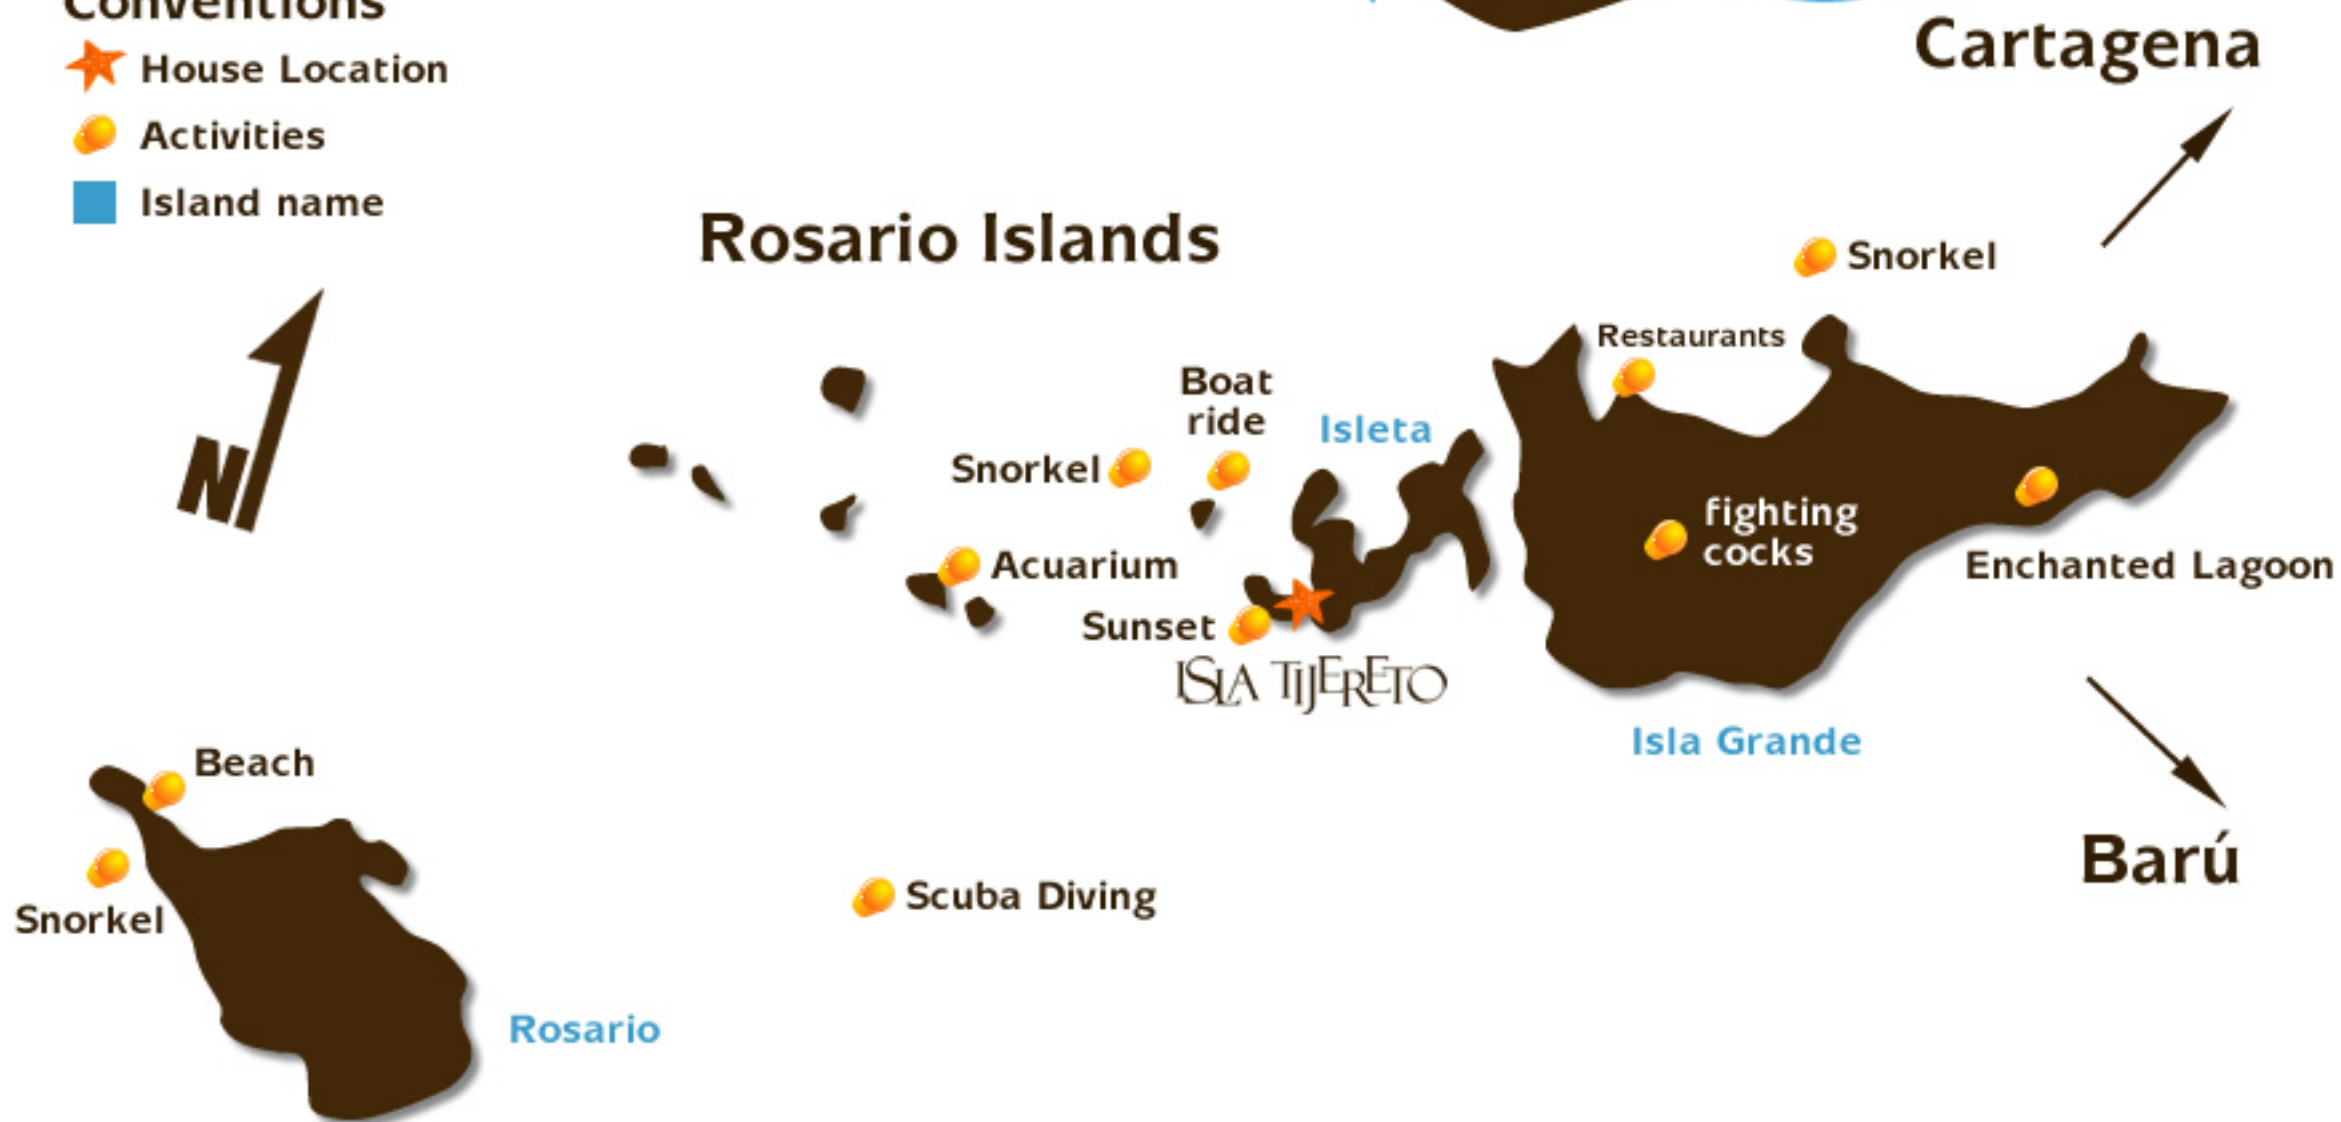 Conventions
House Location
Activities
Island name
N
Cartagena
Rosario Islands
Snorkel
Restaurants
Boat
ride
Isleta
Snorkel
fighting
cocks
Acuarium
Enchanted Lagoon
Sunset
ISLA TIJERETO
Isla Grande
Beach
Barú
Scuba Diving
Snorkel
Rosario